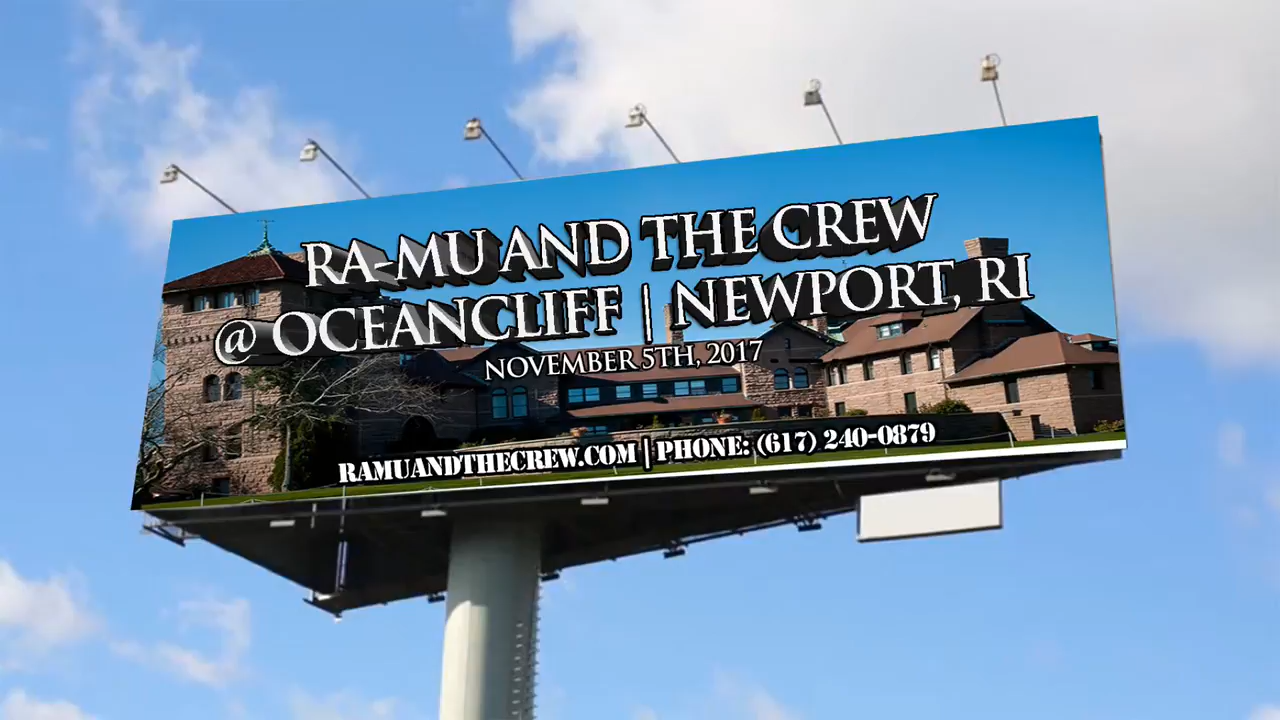 RA-MU AND THE CREW
@ OCEANCLIFF | NEWPORT, RI
NOVEMBER 5TH, 2017
RAMUANDTHECREW.COM | PHONE: (617) 240-0879